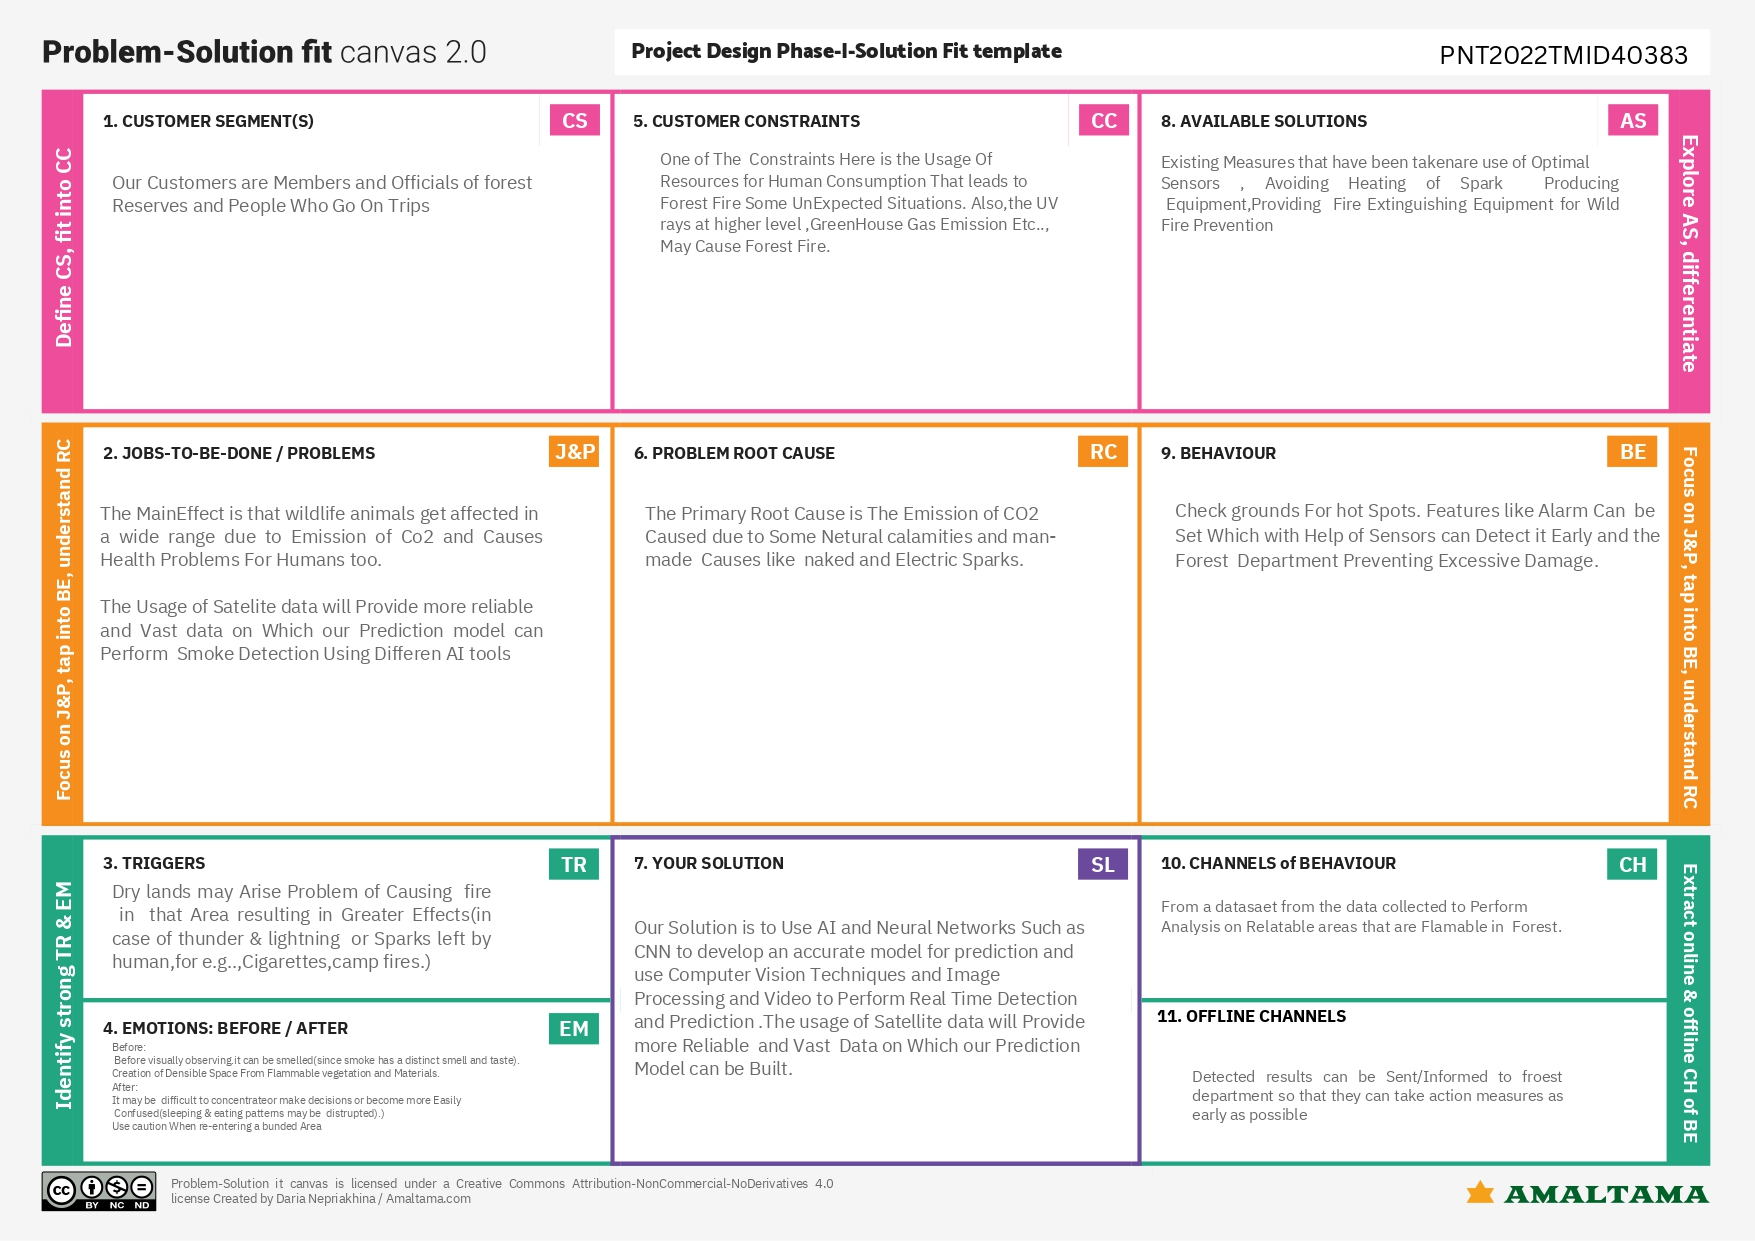 Problem-Solution fit canvas 2.0
Project Design Phase-I-Solution Fit template
PNT2022TMID40383
Define CS, fit into CC
1. CUSTOMER SEGMENT(S)
CS
Our Customers are Members and Officials of forest
Reserves and People Who Go On Trips
5. CUSTOMER CONSTRAINTS
CC
One of The Constraints Here is the Usage Of
Resources for Human Consumption That leads to
Forest Fire Some UnExpected Situations. Also,the UV
rays at higher level ,GreenHouse Gas Emission Etc..,
May Cause Forest Fire.
8. AVAILABLE SOLUTIONS
AS
Existing Measures that have been takenare use of Optimal
Sensors , Avoiding Heating of Spark Producing
Equipment,Providing Fire Extinguishing Equipment for Wild
Fire Prevention
Explore AS, differentiate
Focus on J&P, tap into BE, understand RC
2. JOBS-TO-BE-DONE / PROBLEMS
J&P
The MainEffect is that wildlife animals get affected in
a wide range due to Emission of Co2 and Causes
Health Problems For Humans too.
The Usage of Satelite data will Provide more reliable
and Vast data on Which our Prediction model can
Perform Smoke Detection Using Differen AI tools
6. PROBLEM ROOT CAUSE
RC
The Primary Root Cause is The Emission of CO2
Caused due to Some Netural calamities and man-
made Causes like naked and Electric Sparks.
9. BEHAVIOUR
BE
Check grounds For hot Spots. Features like Alarm Can be
Set Which with Help of Sensors can Detect it Early and the
Forest Department Preventing Excessive Damage.
Focus on J&P, tap into BE, understand RC
Identify strong TR & EM
3. TRIGGERS
TR
Dry lands may Arise Problem of Causing fire
in that Area resulting in Greater Effects(in
case of thunder & lightning or Sparks left by
human,for e.g..,Cigarettes,camp fires.)
4. EMOTIONS: BEFORE / AFTER
EM
Before:
Before visually observing.it can be smelled(since smoke has a distinct smell and taste).
Creation of Densible Space From Flammable vegetation and Materials.
After:
It may be difficult to concentrateor make decisions or become more Easily
Confused(sleeping & eating patterns may be distrupted).)
Use caution When re-entering a bunded Area
7. YOUR SOLUTION
SL
Our Solution is to Use AI and Neural Networks Such as
CNN to develop an accurate model for prediction and
use Computer Vision Techniques and Image
Processing and Video to Perform Real Time Detection
and Prediction .The usage of Satellite data will Provide
more Reliable and Vast Data on Which our Prediction
Model can be Built.
10. CHANNELS of BEHAVIOUR
CH
From a datasaet from the data collected to Perform
Analysis on Relatable areas that are Flamable in Forest.
11. OFFLINE CHANNELS
Detected results can be Sent/Informed to froest
department so that they can take action measures as
early as possible
Extract online & offline CH of BE
cc BY NC ND
Problem-Solution it canvas is licensed under a Creative Commons Attribution-NonCommercial-NoDerivatives 4.0
license Created by Daria Nepriakhina / Amaltama.com
AMALTAMA